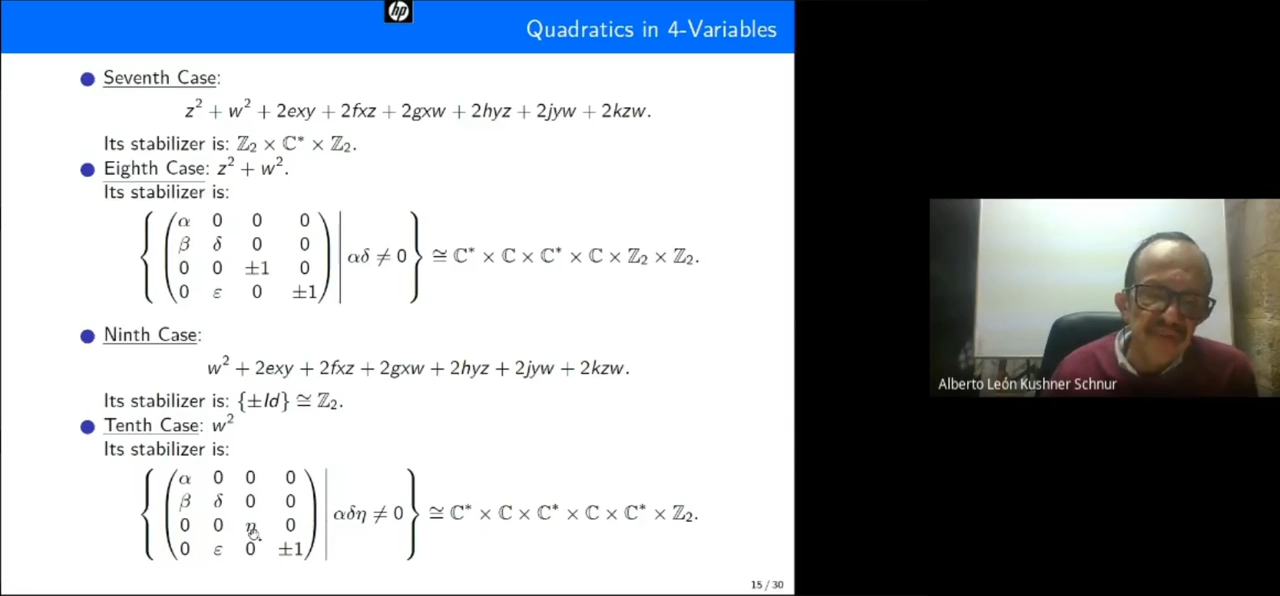 hp
Quadratics in 4-Variables
● Seventh Case:
z² + w² + 2exy + 2fxz + 2gxw + 2hyz + 2jyw + 2kzw.
Its stabilizer is: ℤ₂ × ℂ* × ℤ₂.
● Eighth Case: z² + w².
Its stabilizer is:
{ ( α 0 0 0
β δ 0 0
0 0 ±1 0
0 ε 0 ±1 ) | αδ ≠ 0 } ≅ ℂ* × ℂ × ℂ* × ℂ × ℤ₂ × ℤ₂.
● Ninth Case:
w² + 2exy + 2fxz + 2gxw + 2hyz + 2jyw + 2kzw.
Its stabilizer is: {±Id} ≅ ℤ₂.
● Tenth Case: w²
Its stabilizer is:
{ ( α 0 0 0
β δ 0 0
0 0 η 0
0 ε 0 ±1 ) | αδη ≠ 0 } ≅ ℂ* × ℂ × ℂ* × ℂ × ℂ* × ℤ₂.
15 / 30
Alberto León Kushner Schnur